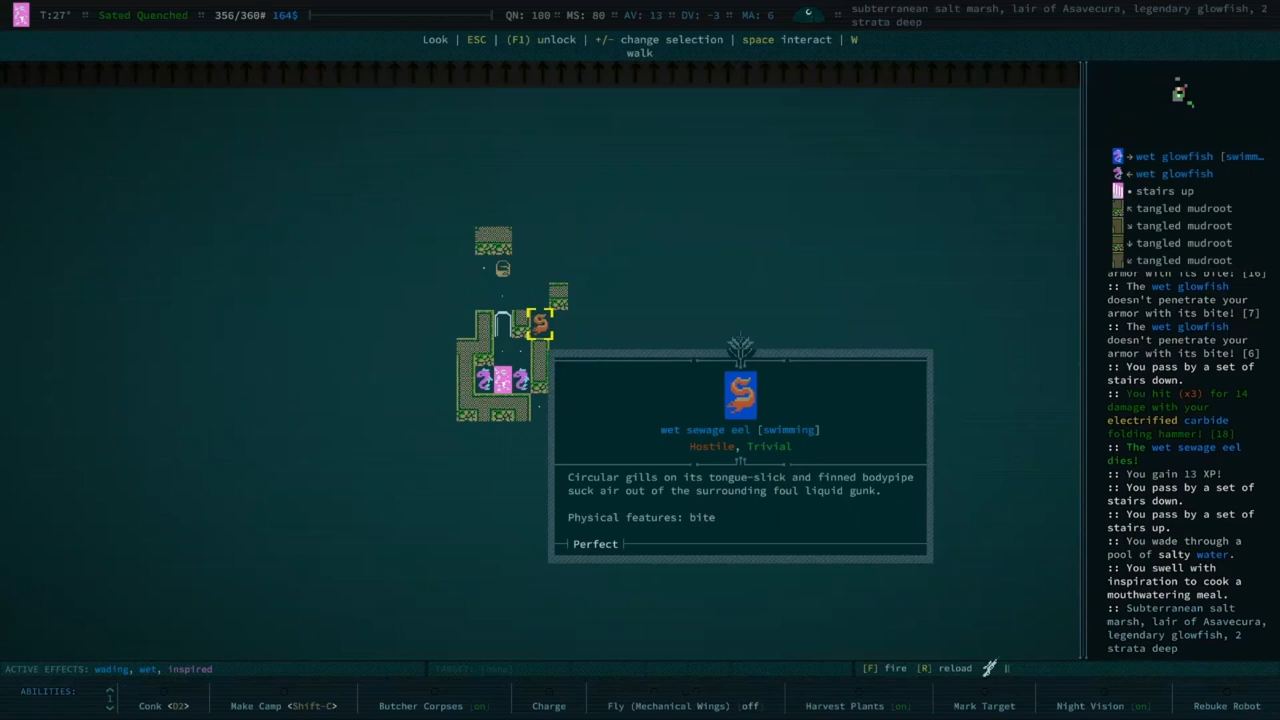 T:27° :: Sated Quenched :: 356/360# 164$ QN: 100 :: MS: 80 :: AV: 13 :: DV: -3 :: MA: 6 :: subterranean salt marsh, lair of Asavecura, legendary glowfish, 2
strata deep
Look | ESC | (F1) unlock | +/- change selection | space interact | W
walk
wet sewage eel [swimming]
Hostile, Trivial
Circular gills on its tongue-slick and finned bodypipe
suck air out of the surrounding foul liquid gunk.
Physical features: bite
Perfect
wet glowfish [swimm…
wet glowfish
stairs up
tangled mudroot
tangled mudroot
tangled mudroot
tangled mudroot
armor with its bite! [16]
:: The wet glowfish
doesn't penetrate your
armor with its bite! [7]
:: The wet glowfish
doesn't penetrate your
armor with its bite! [6]
:: You pass by a set of
stairs down.
:: You hit (x3) for 14
damage with your
electrified carbide
folding hammer! [18]
:: The wet sewage eel
dies!
:: You gain 13 XP!
:: You pass by a set of
stairs down.
:: You pass by a set of
stairs up.
:: You wade through a
pool of salty water.
:: You swell with
inspiration to cook a
mouthwatering meal.
:: Subterranean salt
marsh, lair of Asavecura,
legendary glowfish, 2
strata deep
ACTIVE EFFECTS: wading, wet, inspired
TARGET: [none]
[F] fire [R] reload
ABILITIES: 1 Conk <D2> Make Camp <Shift-C> Butcher Corpses [on] Charge Fly (Mechanical Wings) [off Harvest Plants [on] Mark Target Night Vision [on] Rebuke Robot